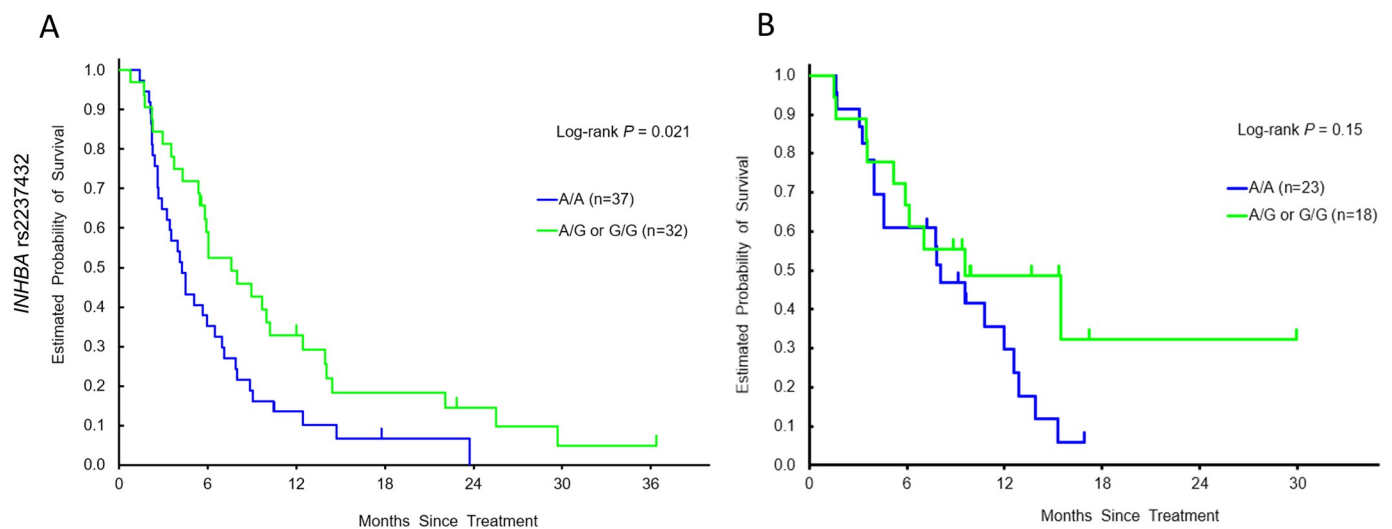 A
INHBA rs2237432
Estimated Probability of Survival
1.0
0.9
0.8
0.7
0.6
0.5
0.4
0.3
0.2
0.1
0.0
Log-rank P = 0.021
A/A (n=37)
A/G or G/G (n=32)
0 6 12 18 24 30 36
Months Since Treatment
B
Estimated Probability of Survival
1.0
0.9
0.8
0.7
0.6
0.5
0.4
0.3
0.2
0.1
0.0
Log-rank P = 0.15
A/A (n=23)
A/G or G/G (n=18)
0 6 12 18 24 30
Months Since Treatment